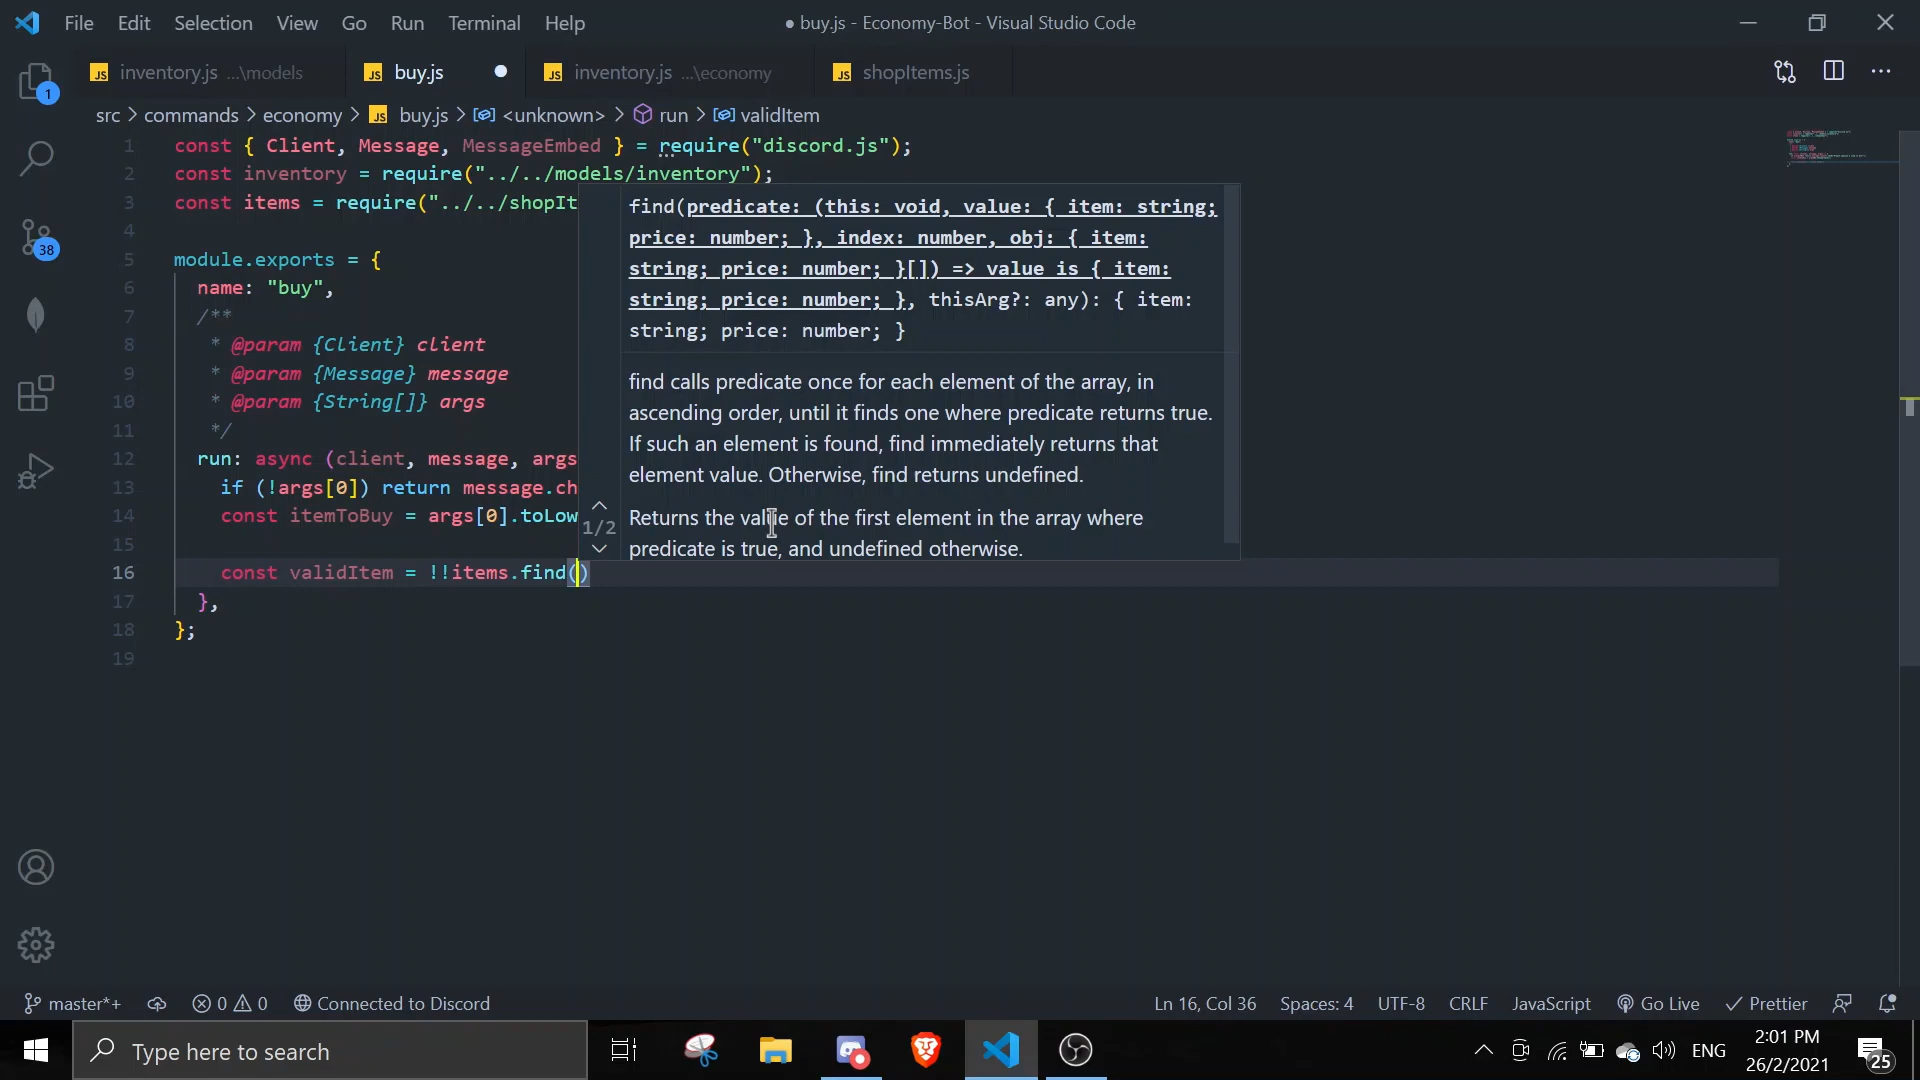 File Edit Selection View Go Run Terminal Help
● buy.js - Economy-Bot - Visual Studio Code
JS inventory.js ...\models
JS buy.js
JS inventory.js ...\economy
JS shopItems.js
1
38
src > commands > economy > JS buy.js > <unknown> > run > validItem
1 const { Client, Message, MessageEmbed } = require("discord.js");
2 const inventory = require("../../models/inventory");
3 const items = require("../../shopIt
4
5 module.exports = {
6 name: "buy",
7 /**
8 * @param {Client} client
9 * @param {Message} message
10 * @param {String[]} args
11 */
12 run: async (client, message, args
13 if (!args[0]) return message.ch
14 const itemToBuy = args[0].toLow
15
16 const validItem = !!items.find()
17 },
18 };
19
find(predicate: (this: void, value: { item: string;
price: number; }, index: number, obj: { item:
string; price: number; }[]) => value is { item:
string; price: number; }, thisArg?: any): { item:
string; price: number; }
find calls predicate once for each element of the array, in
ascending order, until it finds one where predicate returns true.
If such an element is found, find immediately returns that
element value. Otherwise, find returns undefined.
1/2
Returns the value of the first element in the array where
predicate is true, and undefined otherwise.
master*+ 0 0 Connected to Discord
Ln 16, Col 36 Spaces: 4 UTF-8 CRLF JavaScript Go Live Prettier
Type here to search
ENG
2:01 PM
26/2/2021
25